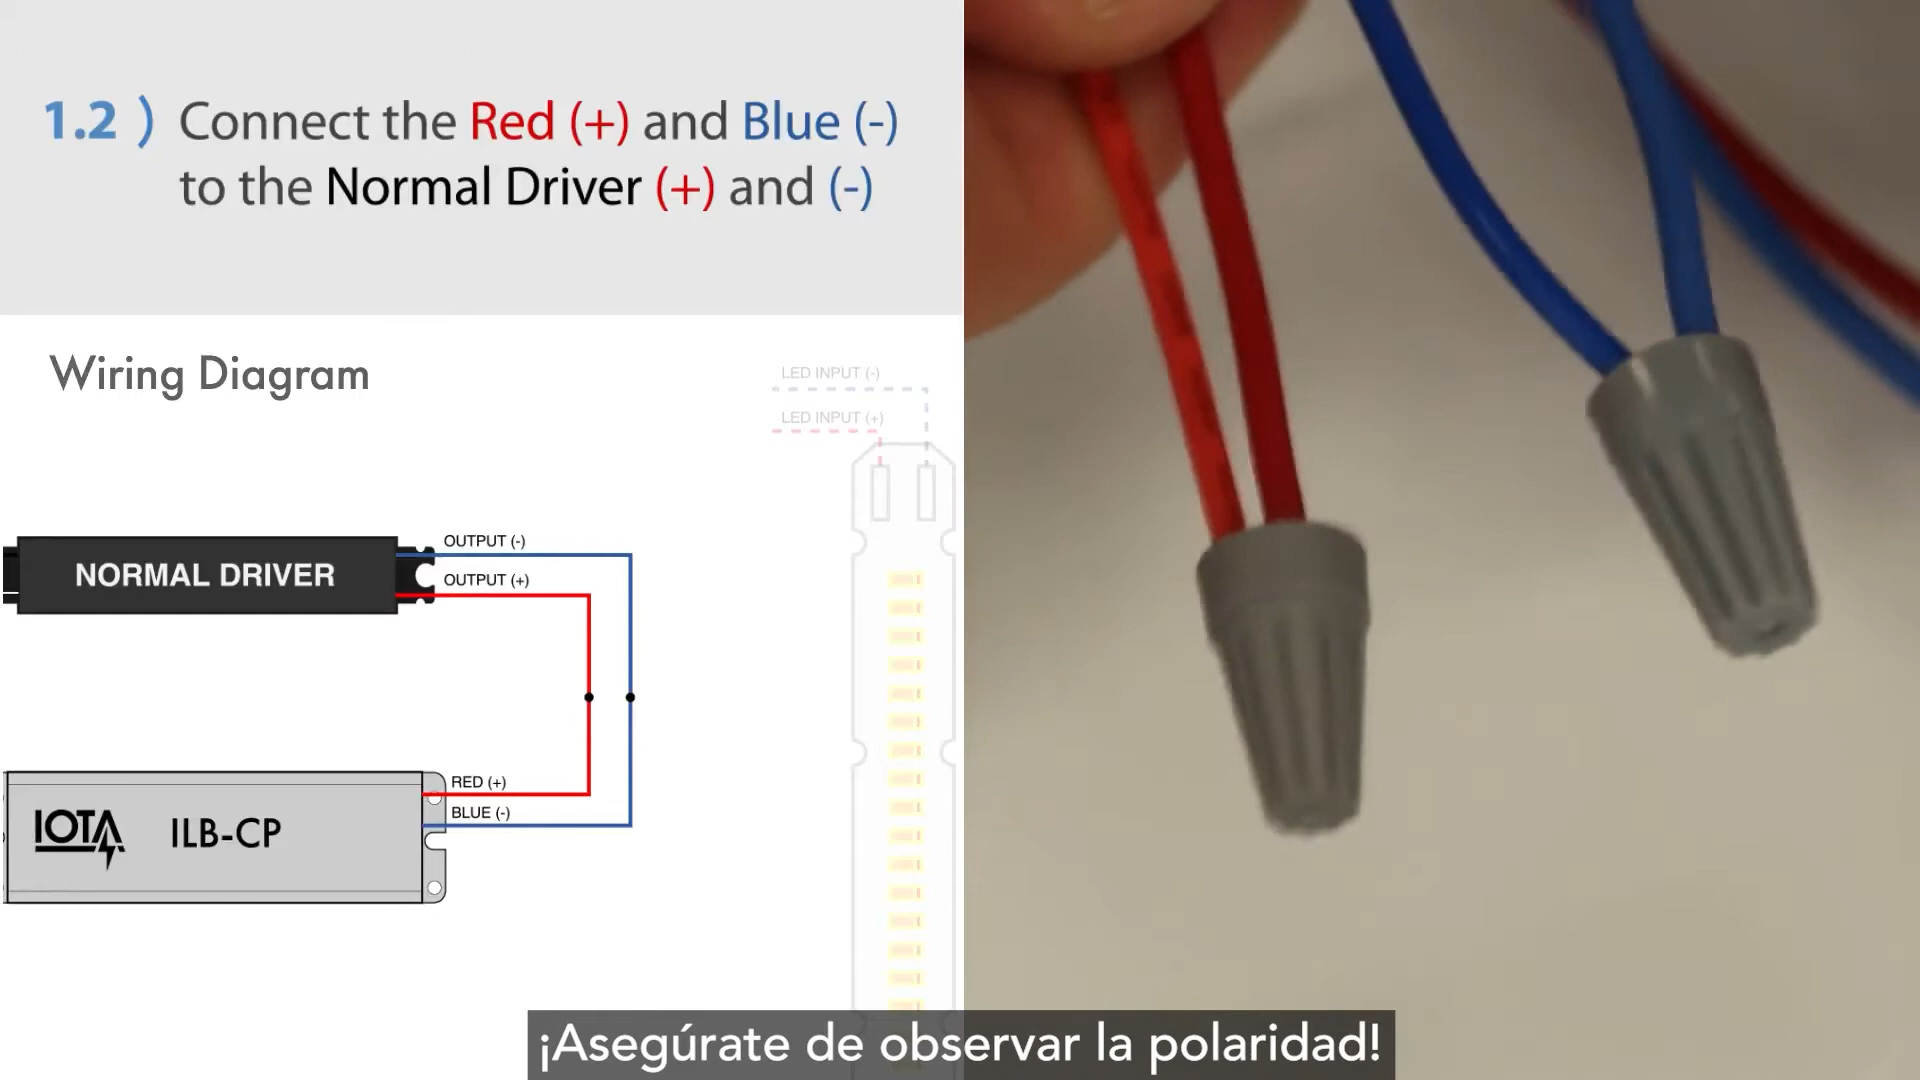 1.2 ) Connect the Red (+) and Blue (-)
to the Normal Driver (+) and (-)
Wiring Diagram
LED INPUT (-)
LED INPUT (+)
OUTPUT (-)
NORMAL DRIVER
OUTPUT (+)
RED (+)
BLUE (-)
IOTA ILB-CP
¡Asegúrate de observar la polaridad!